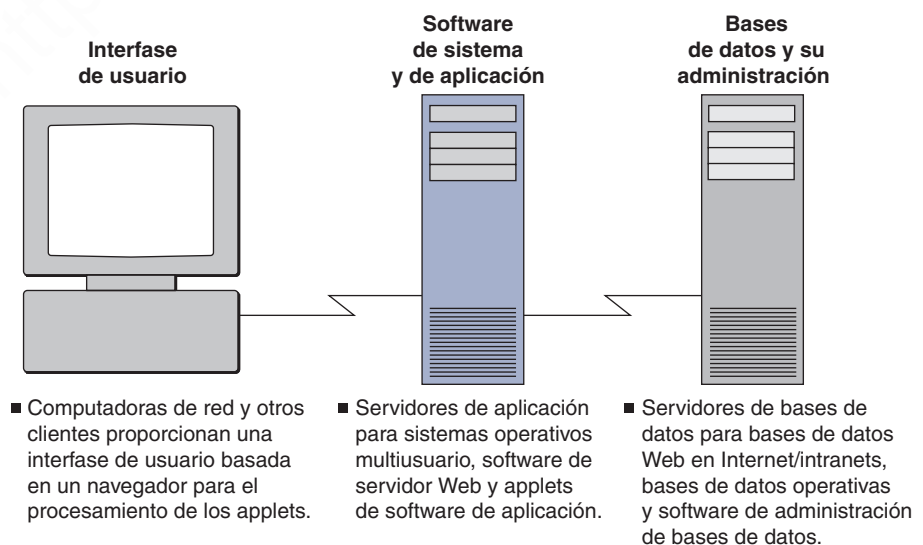 Interfase
de usuario
Software
de sistema
y de aplicación
Bases
de datos y su
administración
■ Computadoras de red y otros
clientes proporcionan una
interfase de usuario basada
en un navegador para el
procesamiento de los applets.
■ Servidores de aplicación
para sistemas operativos
multiusuario, software de
servidor Web y applets
de software de aplicación.
■ Servidores de bases de
datos para bases de datos
Web en Internet/intranets,
bases de datos operativas
y software de administración
de bases de datos.